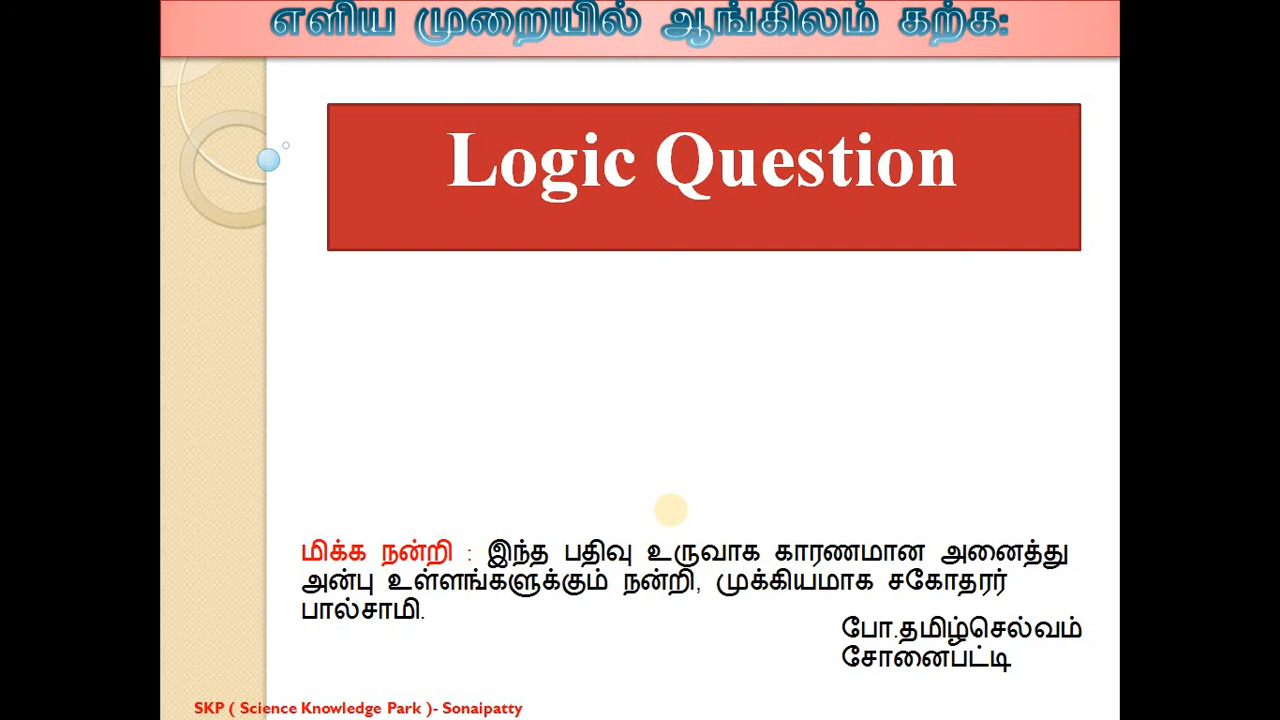 எளிய முறையில் ஆங்கிலம் கற்க:
Logic Question
மிக்க நன்றி : இந்த பதிவு உருவாக காரணமான அனைத்து
அன்பு உள்ளங்களுக்கும் நன்றி, முக்கியமாக சகோதரர்
பால்சாமி.
போ.தமிழ்செல்வம்
சோனைபட்டி
SKP ( Science Knowledge Park )- Sonaipatty